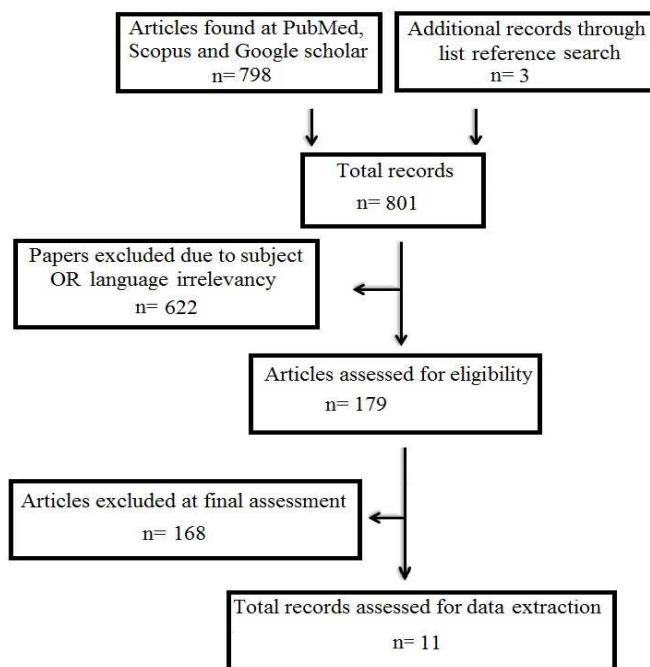 Articles found at PubMed,
Scopus and Google scholar
n= 798
Additional records through
list reference search
n= 3
Total records
n= 801
Papers excluded due to subject
OR language irrelevancy
n= 622
Articles assessed for eligibility
n= 179
Articles excluded at final assessment
n= 168
Total records assessed for data extraction
n= 11